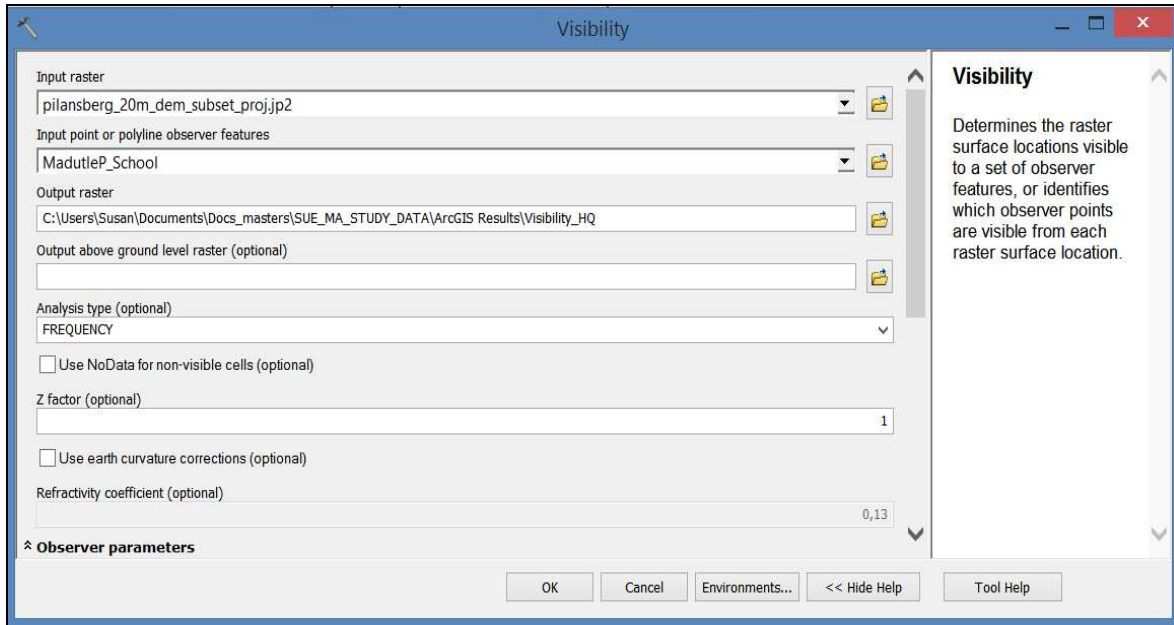 Visibility
Input raster
pilansberg_20m_dem_subset_proj.jp2
Input point or polyline observer features
MadutleP_School
Output raster
C:\Users\Susan\Documents\Docs_masters\SUE_MA_STUDY_DATA\ArcGIS Results\Visibility_HQ
Output above ground level raster (optional)
Analysis type (optional)
FREQUENCY
Use NoData for non-visible cells (optional)
Z factor (optional)
1
Use earth curvature corrections (optional)
Refractivity coefficient (optional)
0,13
Observer parameters
Visibility
Determines the raster
surface locations visible
to a set of observer
features, or identifies
which observer points
are visible from each
raster surface location.
OK
Cancel
Environments...
<< Hide Help
Tool Help